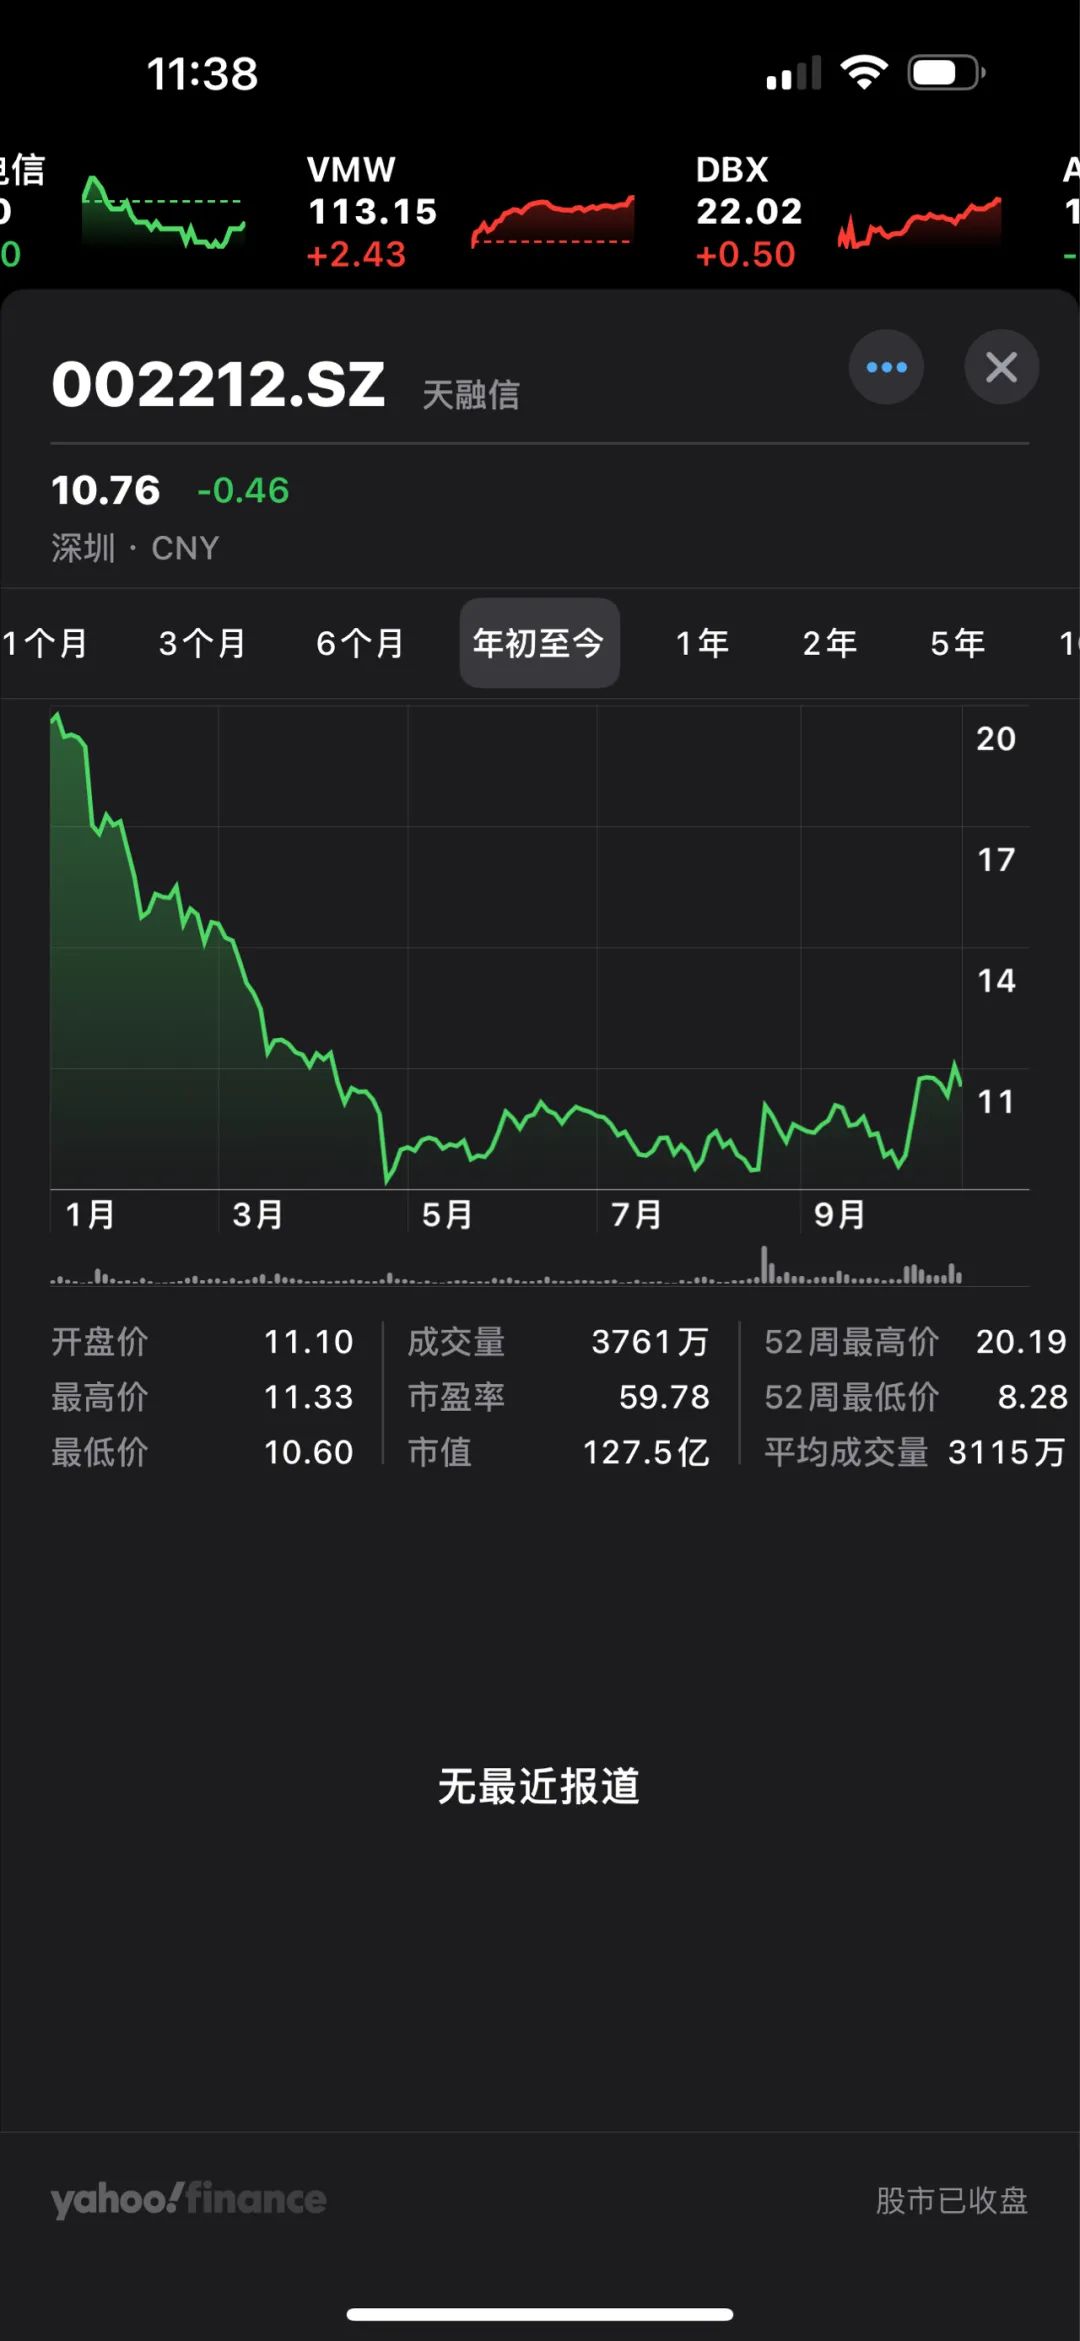 11:38
信
VMW
DBX
113.15
22.02
0
+2.43
+0.50
002212.SZ 天融信
10.76 -0.46
深圳 · CNY
1个月 3个月 6个月 年初至今 1年 2年 5年
20
17
14
11
1月 3月 5月 7月 9月
开盘价 11.10 成交量 3761万 52周最高价 20.19
最高价 11.33 市盈率 59.78 52周最低价 8.28
最低价 10.60 市值 127.5亿 平均成交量 3115万
无最近报道
yahoo!finance 股市已收盘